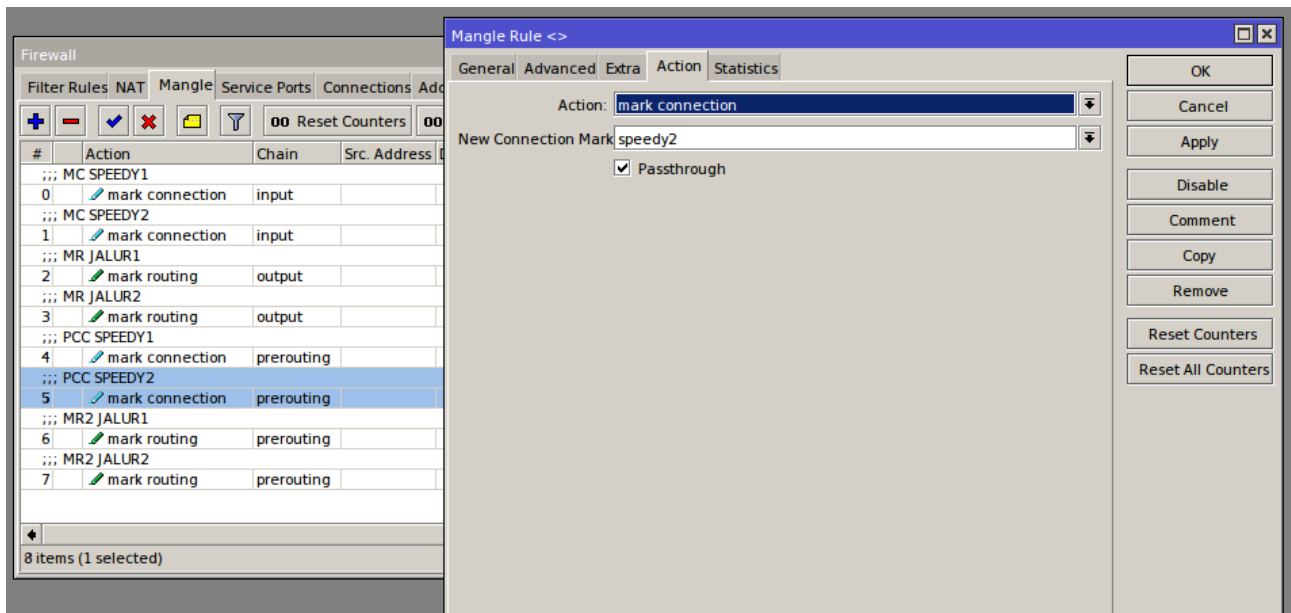 Firewall
Filter Rules NAT Mangle Service Ports Connections
00 Reset Counters 00
# Action Chain Src. Address
;;; MC SPEEDY1
0 mark connection input
;;; MC SPEEDY2
1 mark connection input
;;; MR JALUR1
2 mark routing output
;;; MR JALUR2
3 mark routing output
;;; PCC SPEEDY1
4 mark connection prerouting
;;; PCC SPEEDY2
5 mark connection prerouting
;;; MR2 JALUR1
6 mark routing prerouting
;;; MR2 JALUR2
7 mark routing prerouting
8 items (1 selected)
Mangle Rule <>
General Advanced Extra Action Statistics
Action: mark connection
New Connection Mark speedy2
Passthrough
OK
Cancel
Apply
Disable
Comment
Copy
Remove
Reset Counters
Reset All Counters